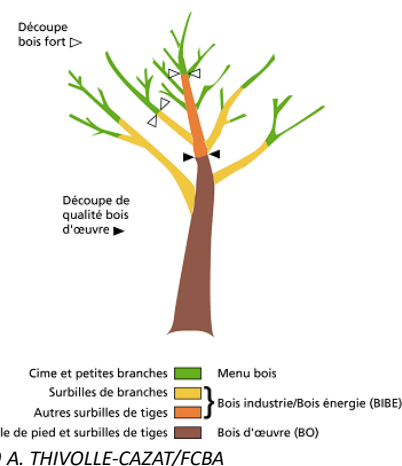 Découpe
bois fort ▷
Découpe de
qualité bois
d'œuvre ►
Cime et petites branches Menu bois
Surbilles de branches
Bois industrie/Bois énergie (BIBE)
Autres surbilles de tiges
le de pied et surbilles de tiges Bois d'œuvre (BO)
A. THIVOLLE-CAZAT/FCBA